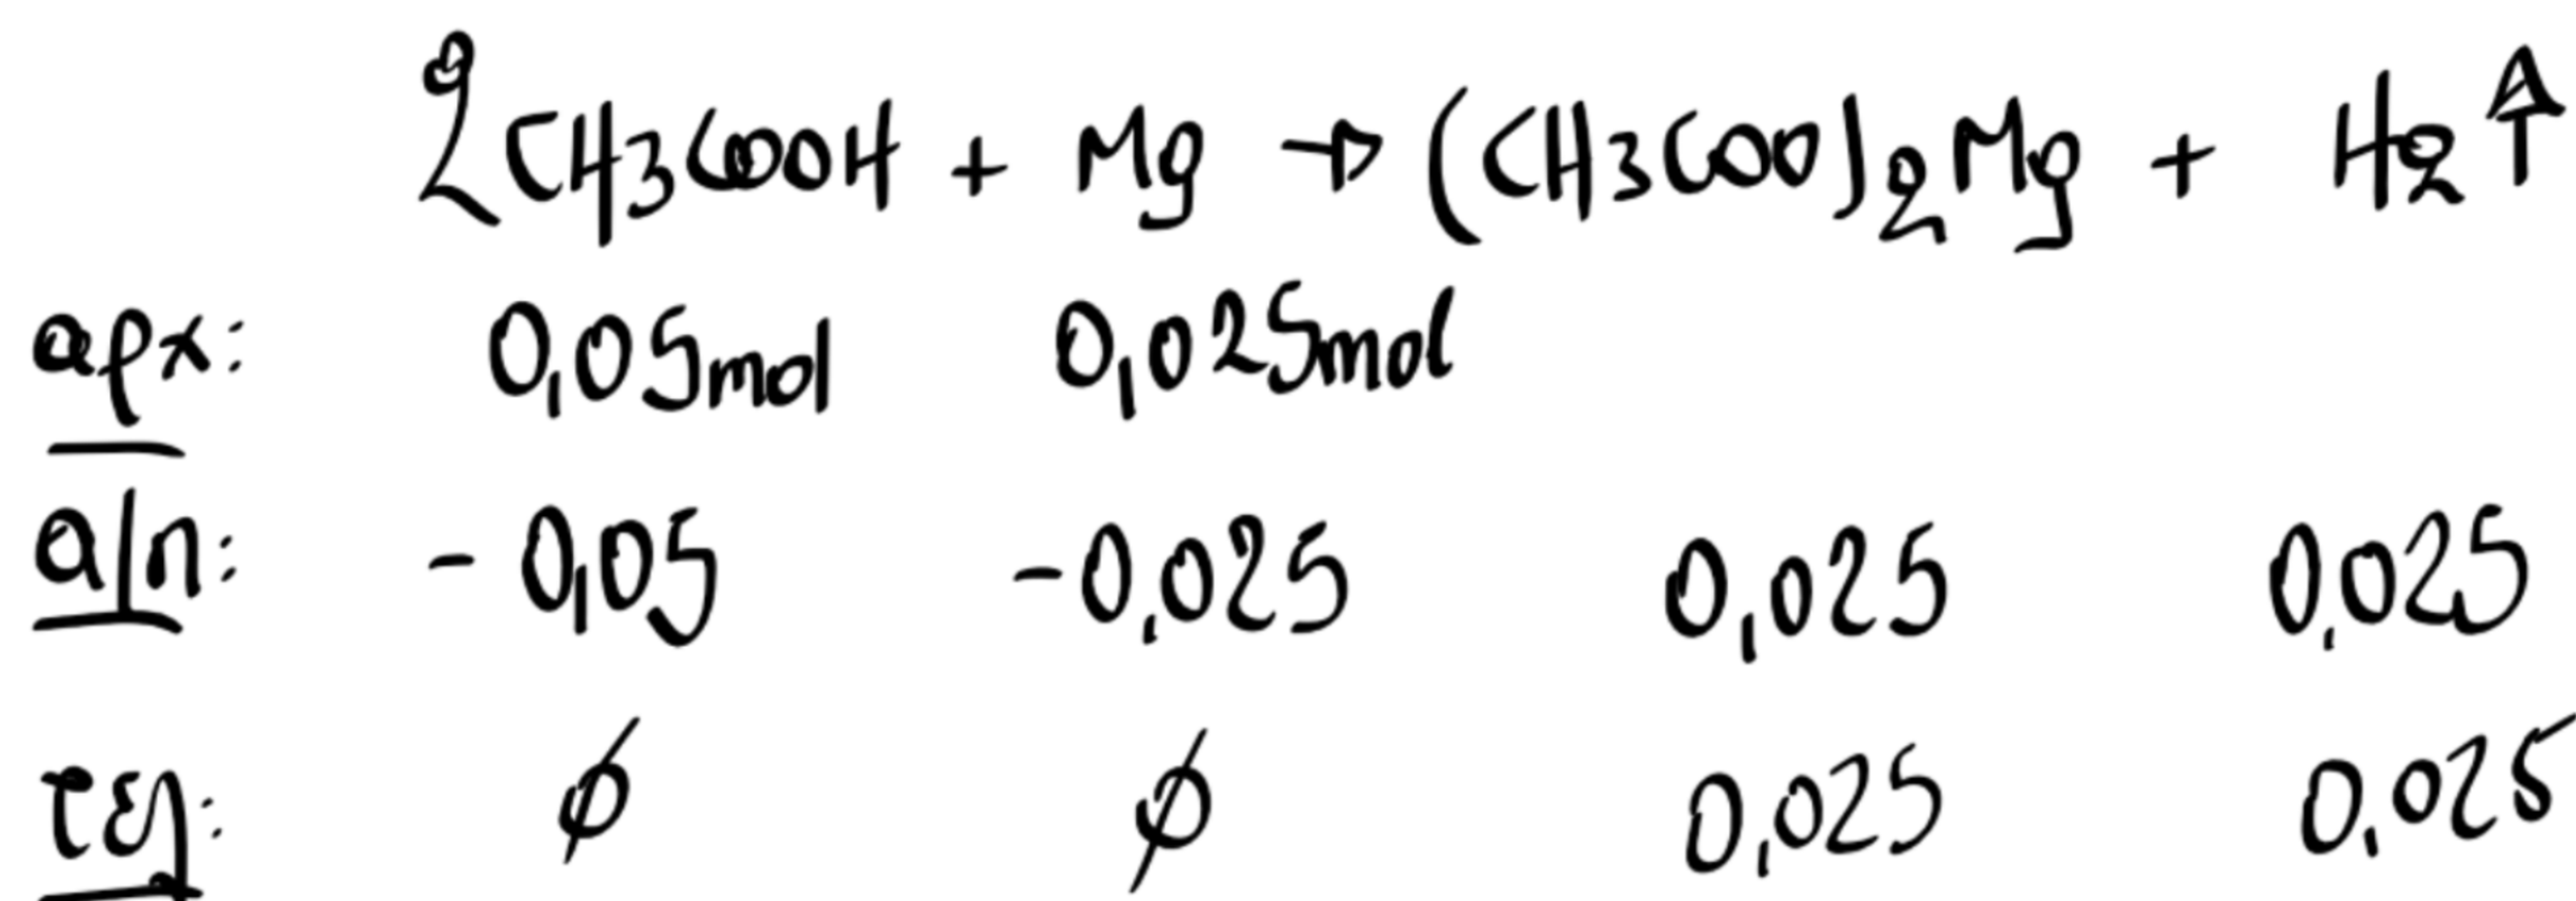 2CH3COOH + Mg → (CH3COO)2Mg + H2↑
αρχ: 0,05mol 0,025mol
α/π: - 0,05 -0,025 0,025 0,025
τελ: ∅ ∅ 0,025 0,025